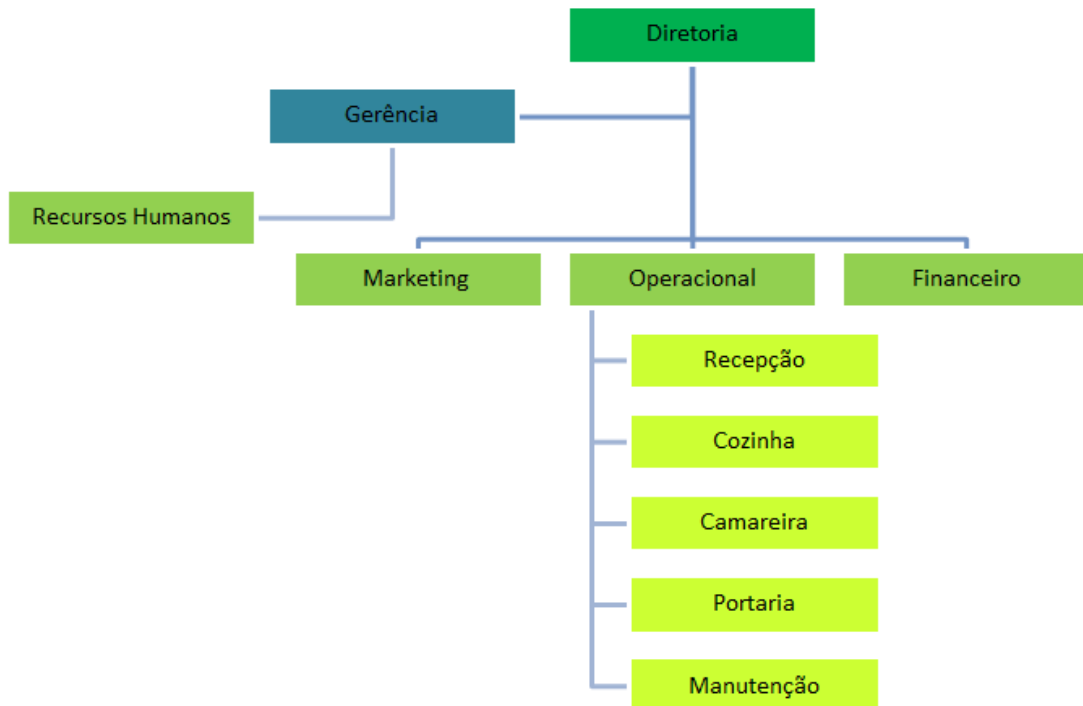 Diretoria
Gerência
Recursos Humanos
Marketing
Operacional
Financeiro
Recepção
Cozinha
Camareira
Portaria
Manutenção